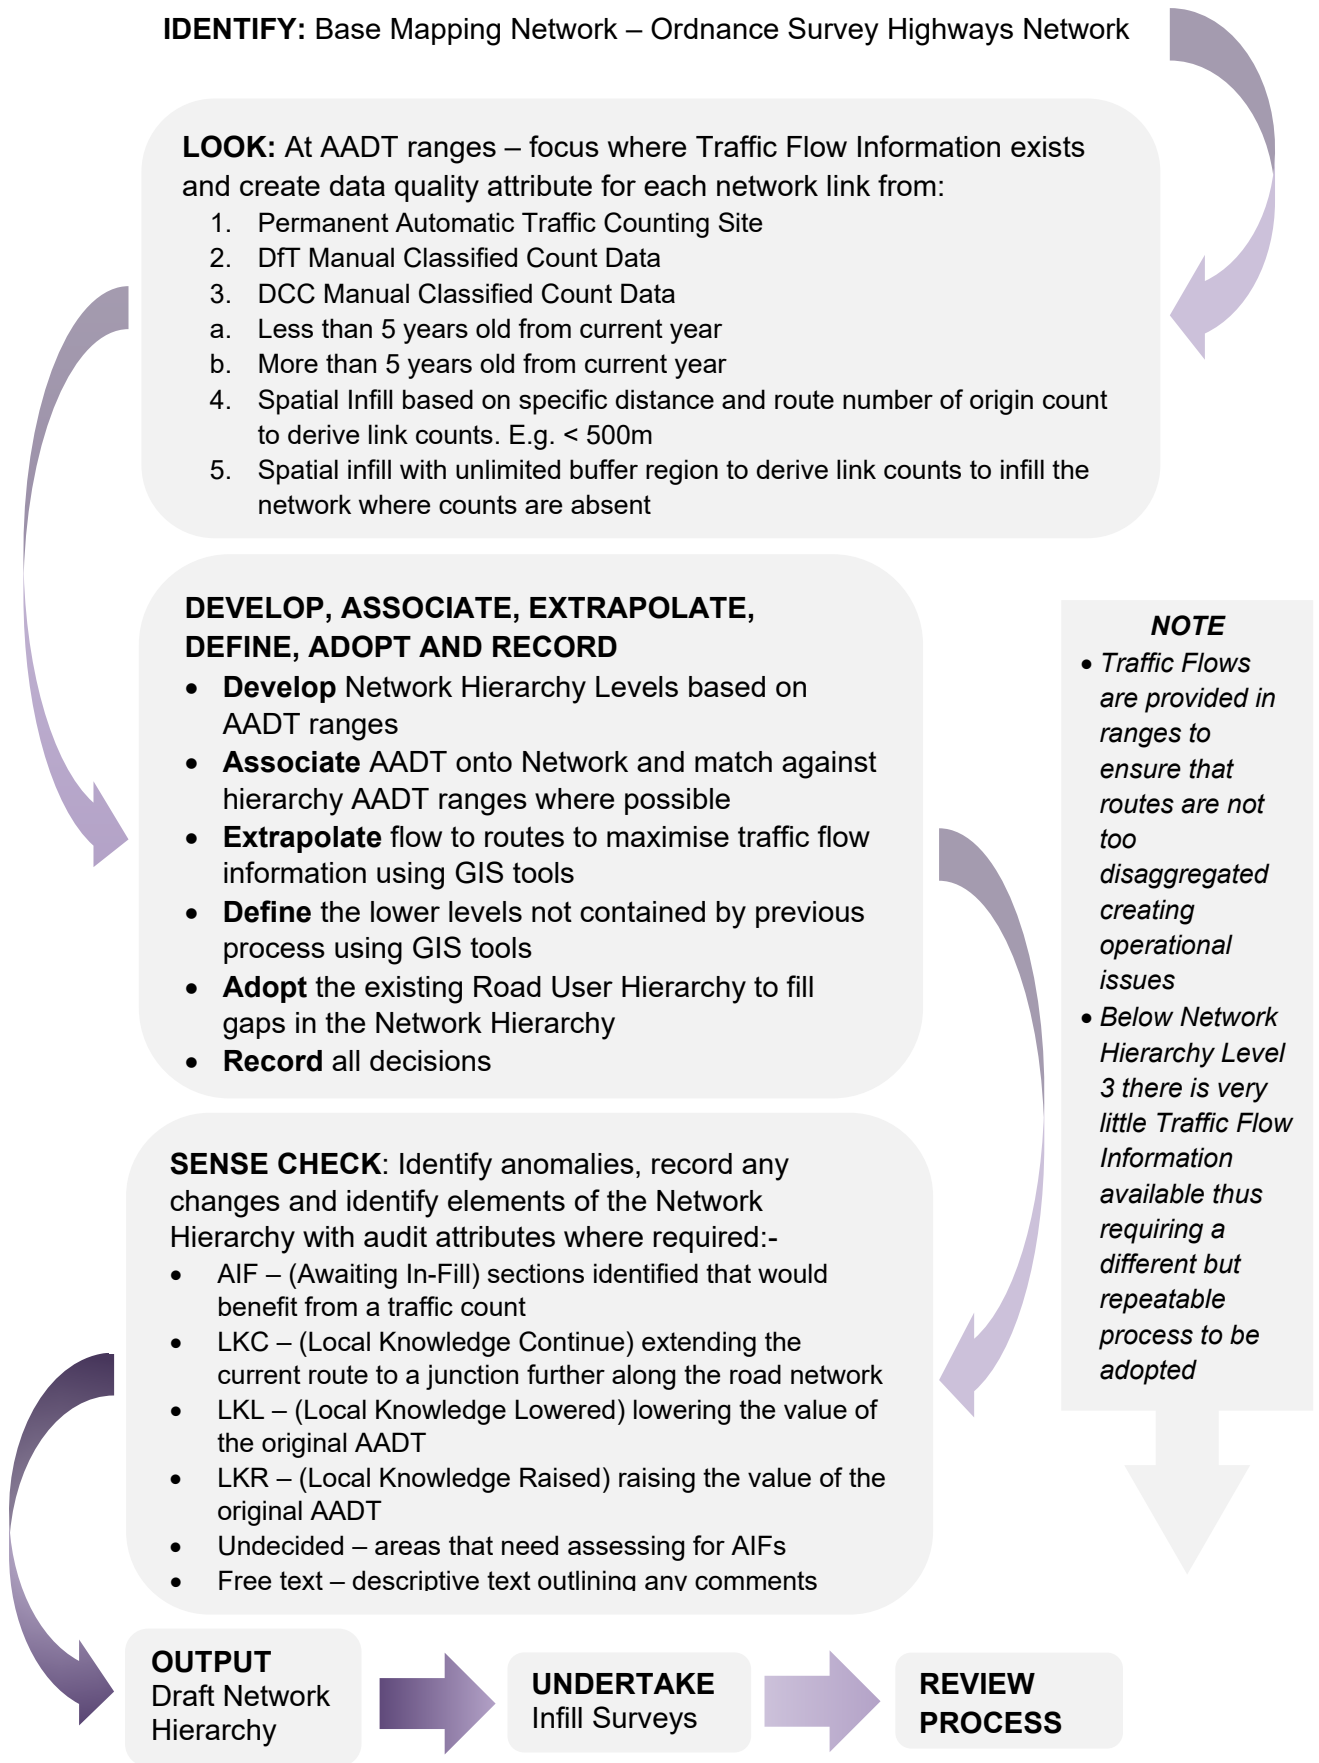 IDENTIFY: Base Mapping Network – Ordnance Survey Highways Network
LOOK: At AADT ranges – focus where Traffic Flow Information exists
and create data quality attribute for each network link from:
1. Permanent Automatic Traffic Counting Site
2. DfT Manual Classified Count Data
3. DCC Manual Classified Count Data
a. Less than 5 years old from current year
b. More than 5 years old from current year
4. Spatial Infill based on specific distance and route number of origin count
to derive link counts. E.g. < 500m
5. Spatial infill with unlimited buffer region to derive link counts to infill the
network where counts are absent
DEVELOP, ASSOCIATE, EXTRAPOLATE,
DEFINE, ADOPT AND RECORD
• Develop Network Hierarchy Levels based on
AADT ranges
• Associate AADT onto Network and match against
hierarchy AADT ranges where possible
• Extrapolate flow to routes to maximise traffic flow
information using GIS tools
• Define the lower levels not contained by previous
process using GIS tools
• Adopt the existing Road User Hierarchy to fill
gaps in the Network Hierarchy
• Record all decisions
NOTE
• Traffic Flows
are provided in
ranges to
ensure that
routes are not
too
disaggregated
creating
operational
issues
• Below Network
Hierarchy Level
3 there is very
little Traffic Flow
Information
available thus
requiring a
different but
repeatable
process to be
adopted
SENSE CHECK: Identify anomalies, record any
changes and identify elements of the Network
Hierarchy with audit attributes where required:-
• AIF – (Awaiting In-Fill) sections identified that would
benefit from a traffic count
• LKC – (Local Knowledge Continue) extending the
current route to a junction further along the road network
• LKL – (Local Knowledge Lowered) lowering the value of
the original AADT
• LKR – (Local Knowledge Raised) raising the value of the
original AADT
• Undecided – areas that need assessing for AIFs
• Free text – descriptive text outlining any comments
OUTPUT
Draft Network
Hierarchy
UNDERTAKE
Infill Surveys
REVIEW
PROCESS